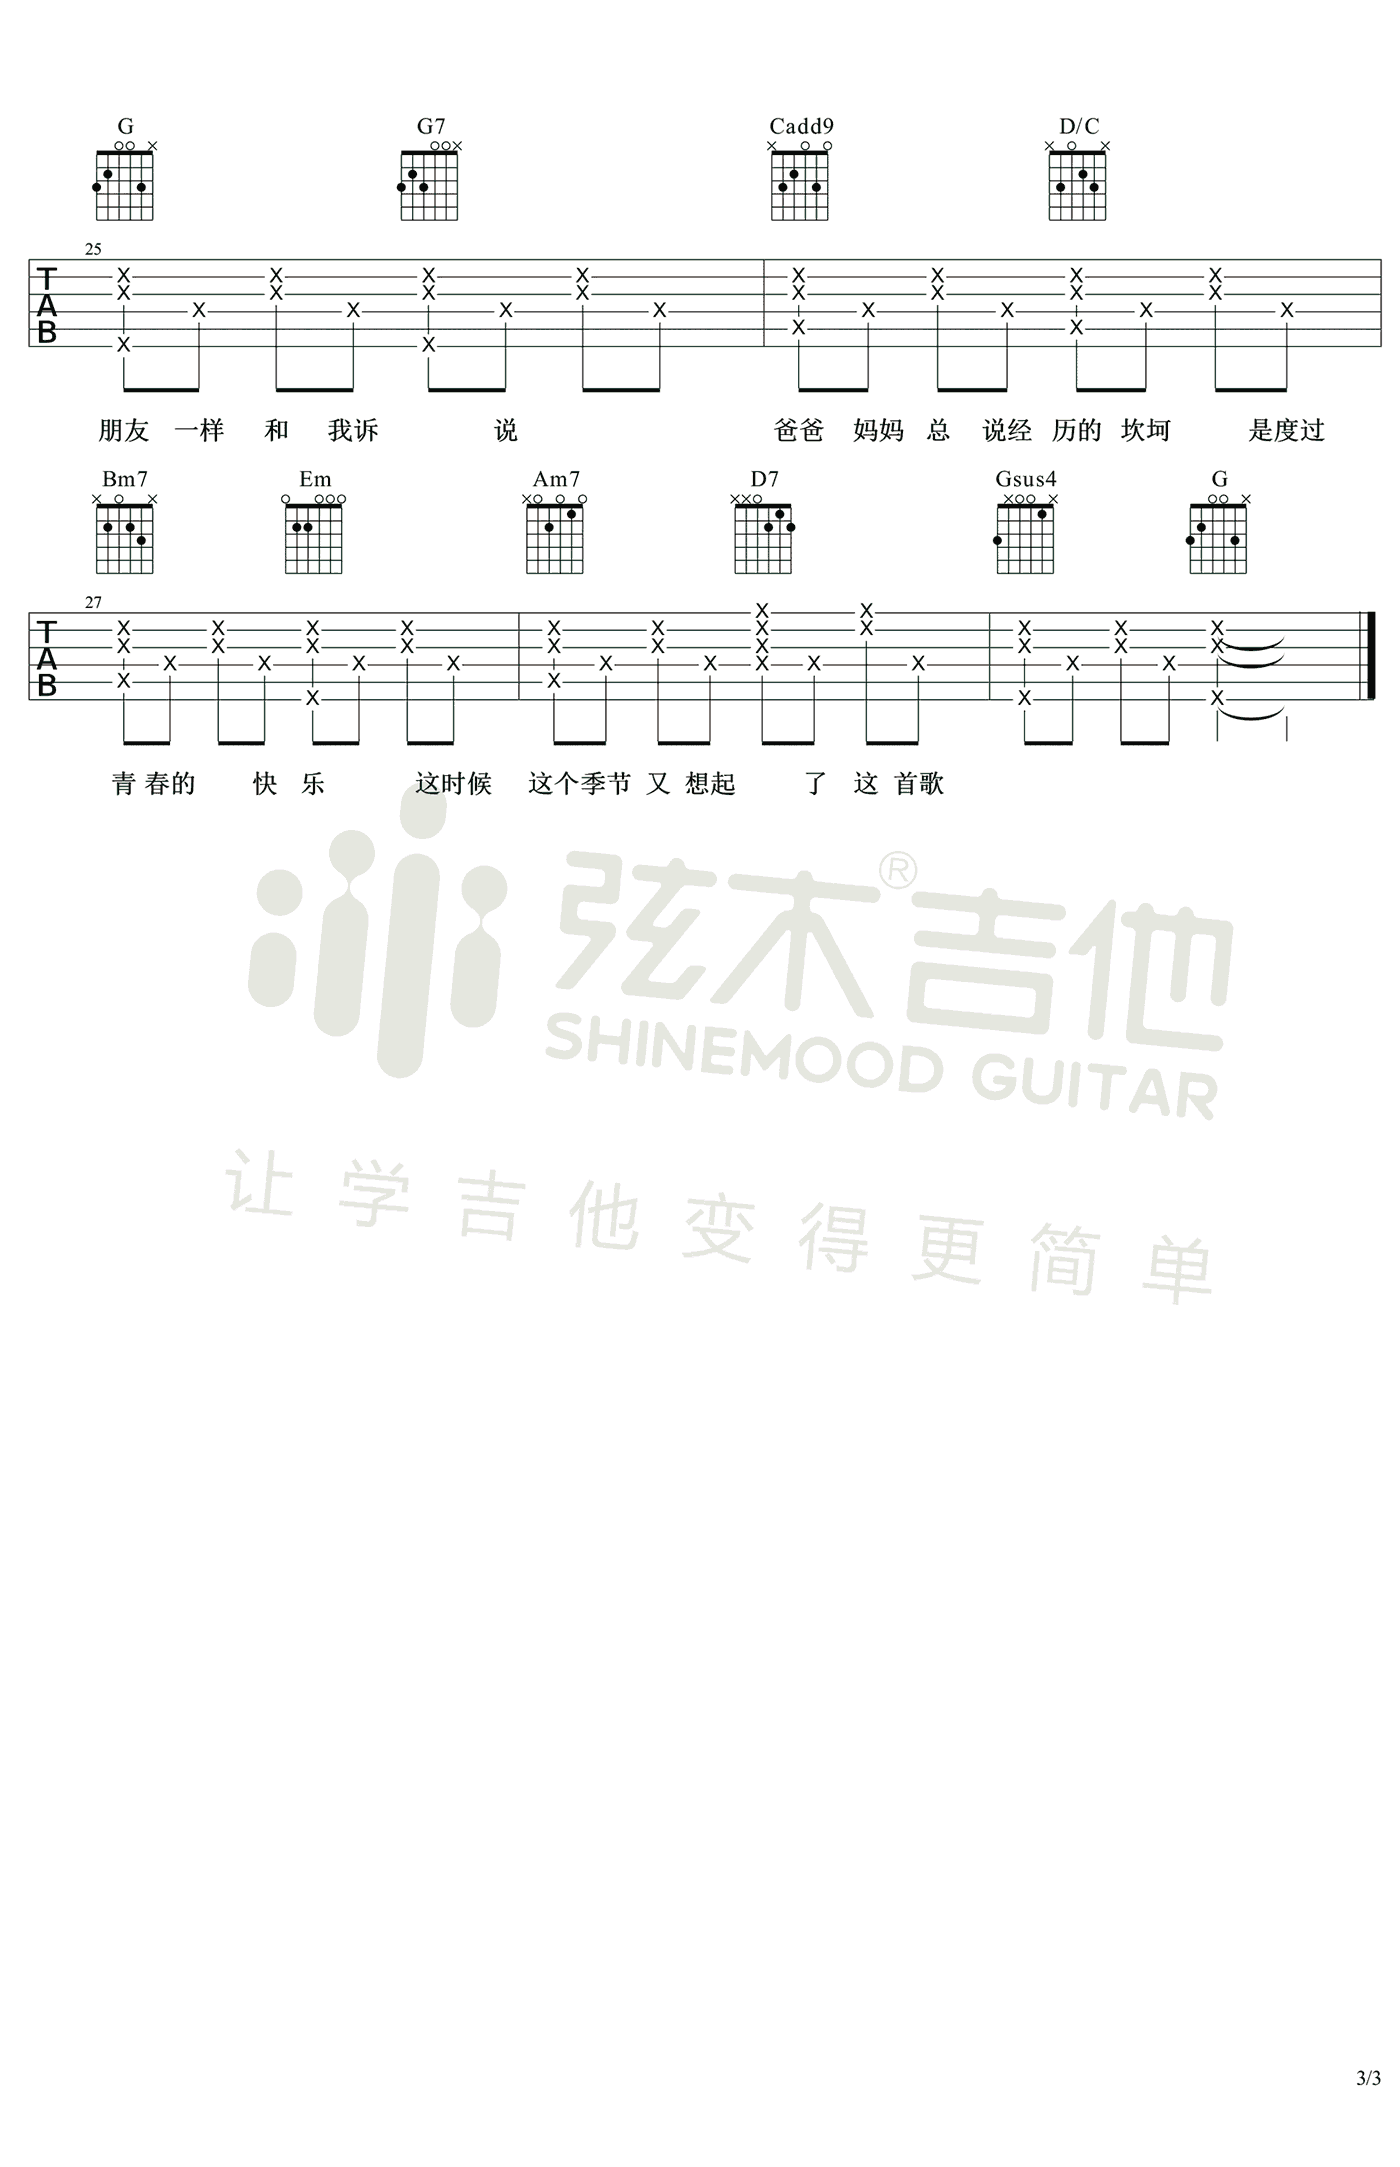 G G7 Cadd9 D/C
25
T
A
B
朋友 一样 和 我诉 说 爸爸 妈妈 总 说经 历的 坎坷 是度过
Bm7 Em Am7 D7 Gsus4 G
27
T
A
B
青 春的 快 乐 这时候 这个季节 又 想起 了 这 首歌
弦木®吉他
SHINEMOOD GUITAR
让学吉他变得更简单
3/3